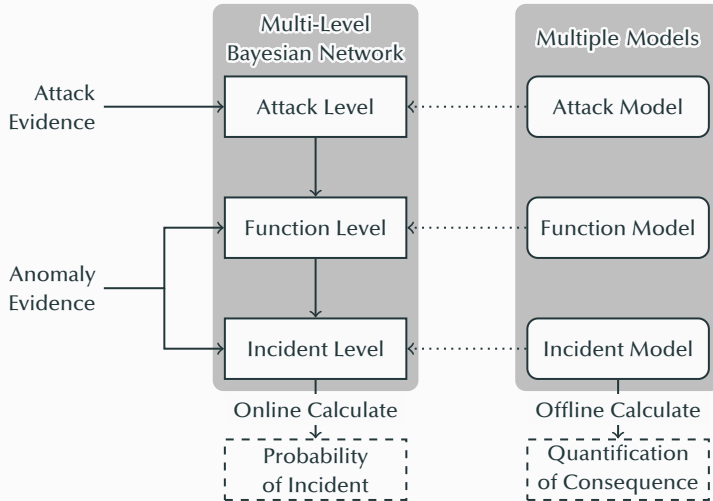 Multi-Level
Bayesian Network
Multiple Models
Attack
Evidence
Attack Level
Attack Model
Function Level
Function Model
Anomaly
Evidence
Incident Level
Incident Model
Online Calculate
Offline Calculate
Probability
of Incident
Quantification
of Consequence